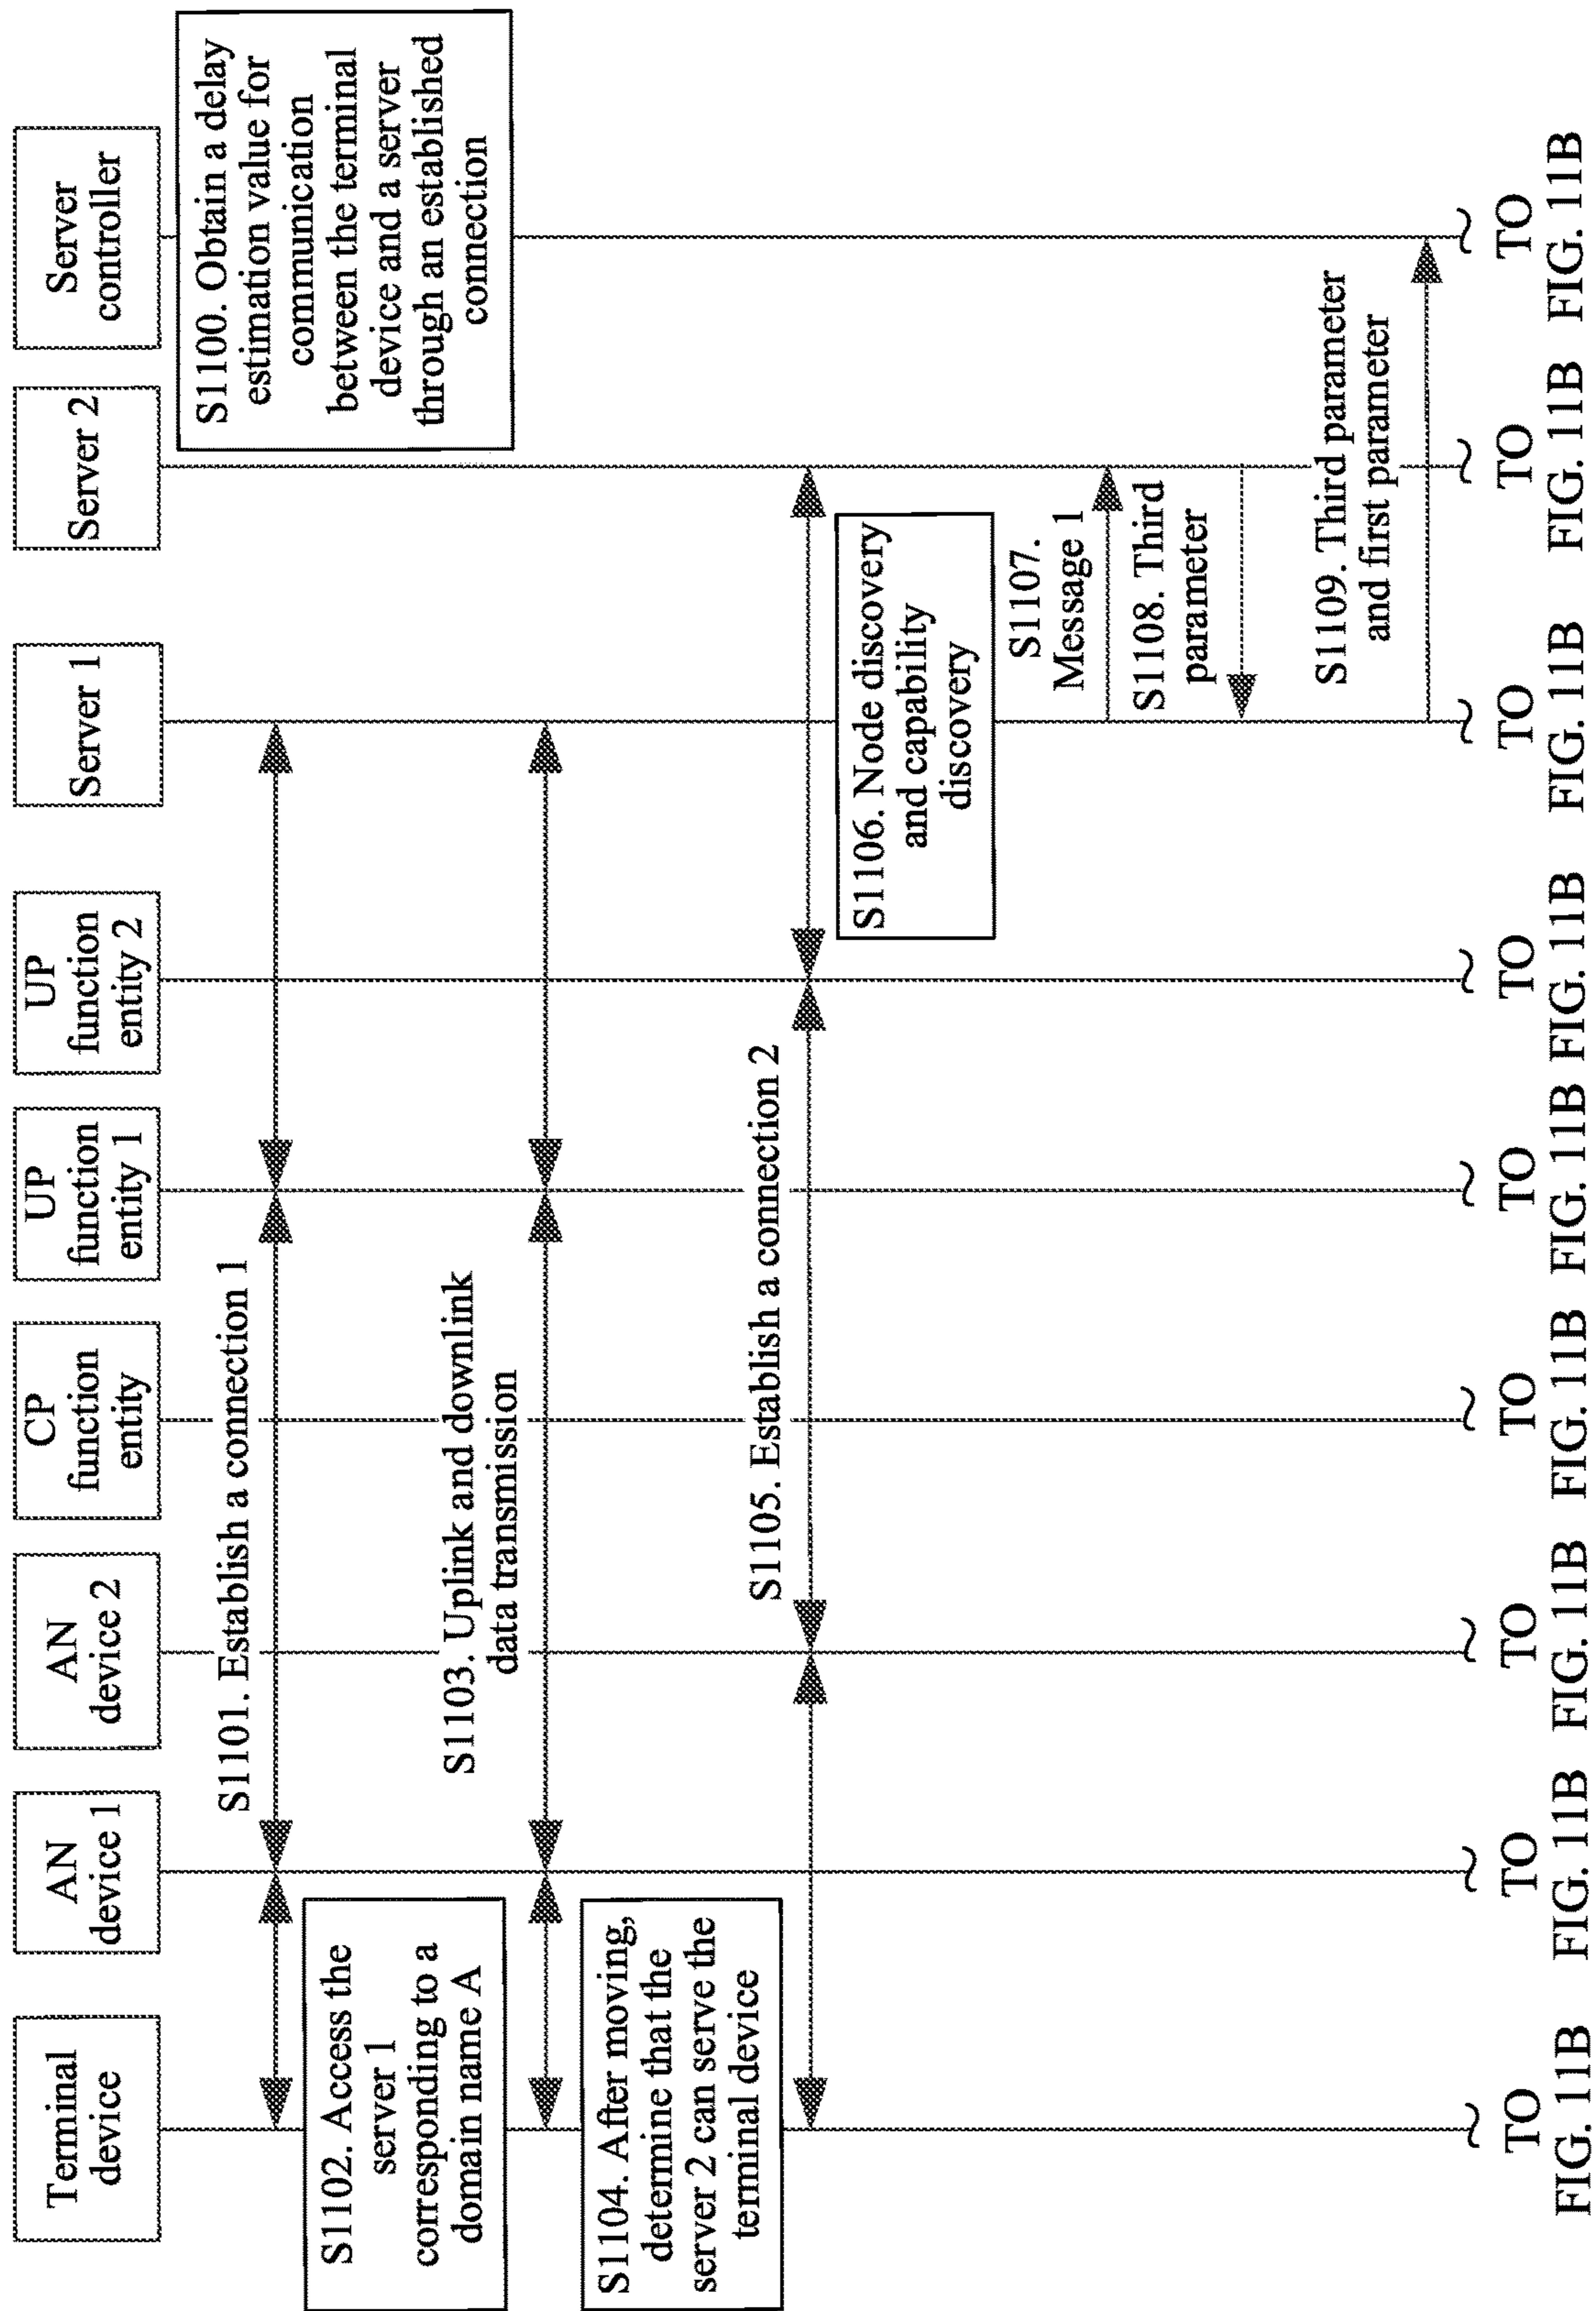 Terminal
device
AN
device 1
AN
device 2
CP
function
entity
UP
function
entity 1
UP
function
entity 2
Server 1
Server 2
Server
controller
S1100. Obtain a delay
estimation value for
communication
between the terminal
device and a server
through an established
connection
S1101. Establish a connection 1
S1102. Access the
server 1
corresponding to a
domain name A
S1103. Uplink and downlink
data transmission
S1104. After moving,
determine that the
server 2 can serve the
terminal device
S1105. Establish a connection 2
S1106. Node discovery
and capability
discovery
S1107.
Message 1
S1108. Third
parameter
S1109. Third parameter
and first parameter
TO
FIG. 11B
TO
FIG. 11B
TO
FIG. 11B
TO
FIG. 11B
TO
FIG. 11B
TO
FIG. 11B
TO
FIG. 11B
TO
FIG. 11B
TO
FIG. 11B